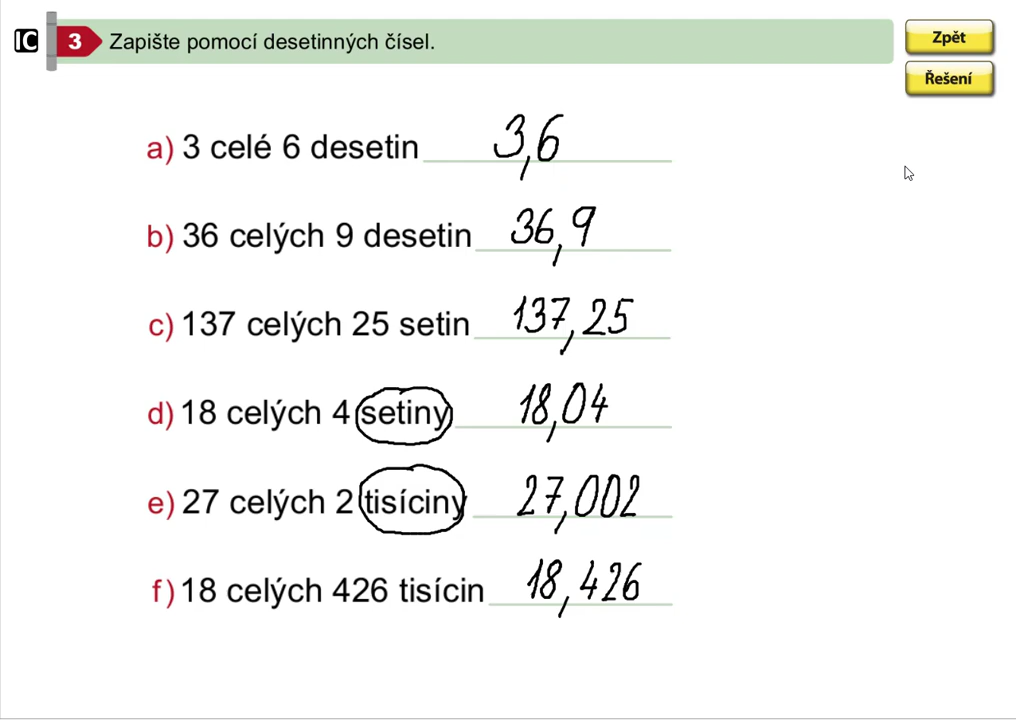 IC 3 Zapište pomocí desetinných čísel.
Zpět
Řešení
a) 3 celé 6 desetin 3,6
b) 36 celých 9 desetin 36,9
c) 137 celých 25 setin 137,25
d) 18 celých 4 setiny 18,04
e) 27 celých 2 tisíciny 27,002
f) 18 celých 426 tisícin 18,426